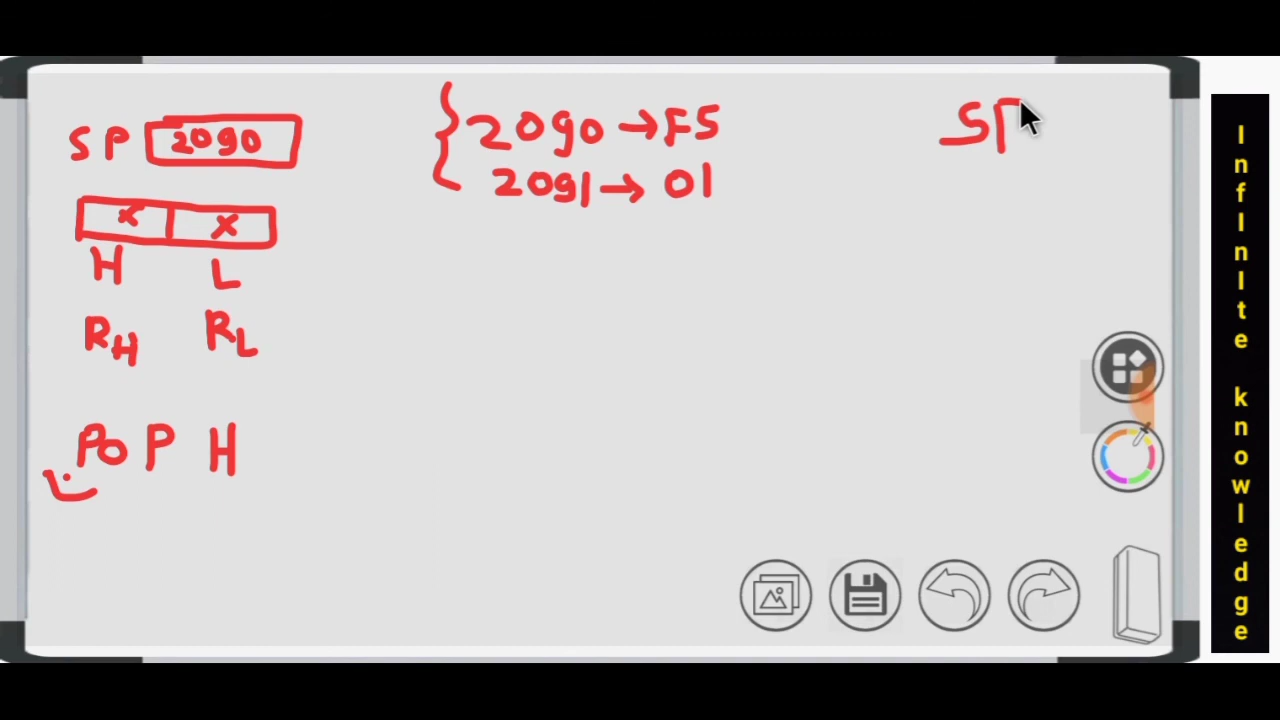 SP 2090
x x
H L
RH RL
POP H
{ 2090 → F5
2091 → 01
SP
InfInIte knowledge